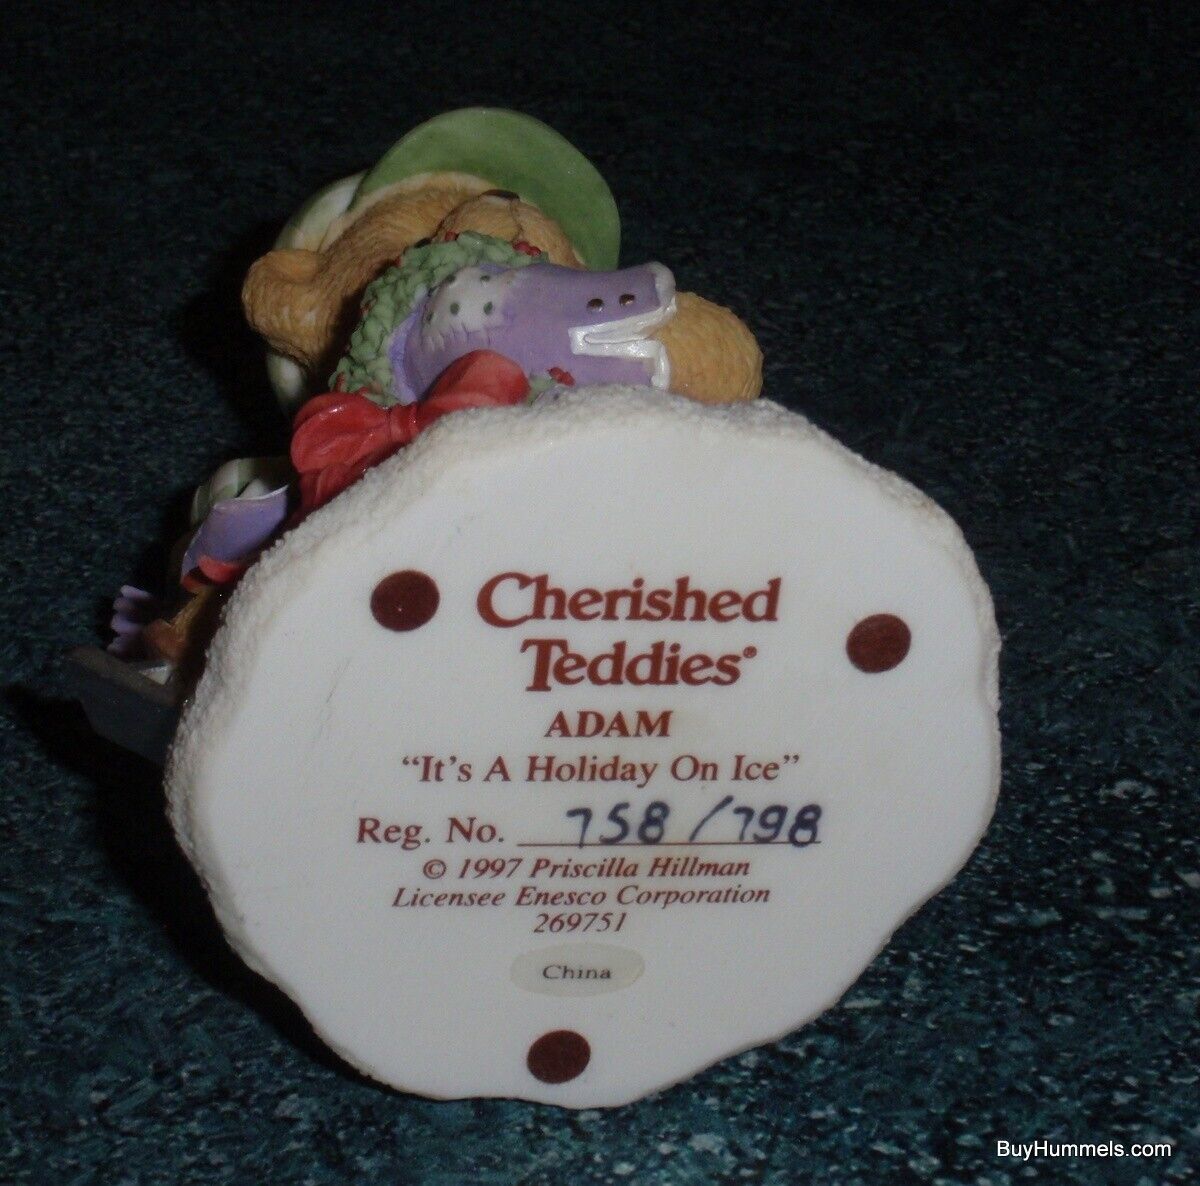 Cherished
Teddies®
ADAM
“It's A Holiday On Ice”
Reg. No. 758/798
© 1997 Priscilla Hillman
Licensee Enesco Corporation
269751
China
BuyHummels.com